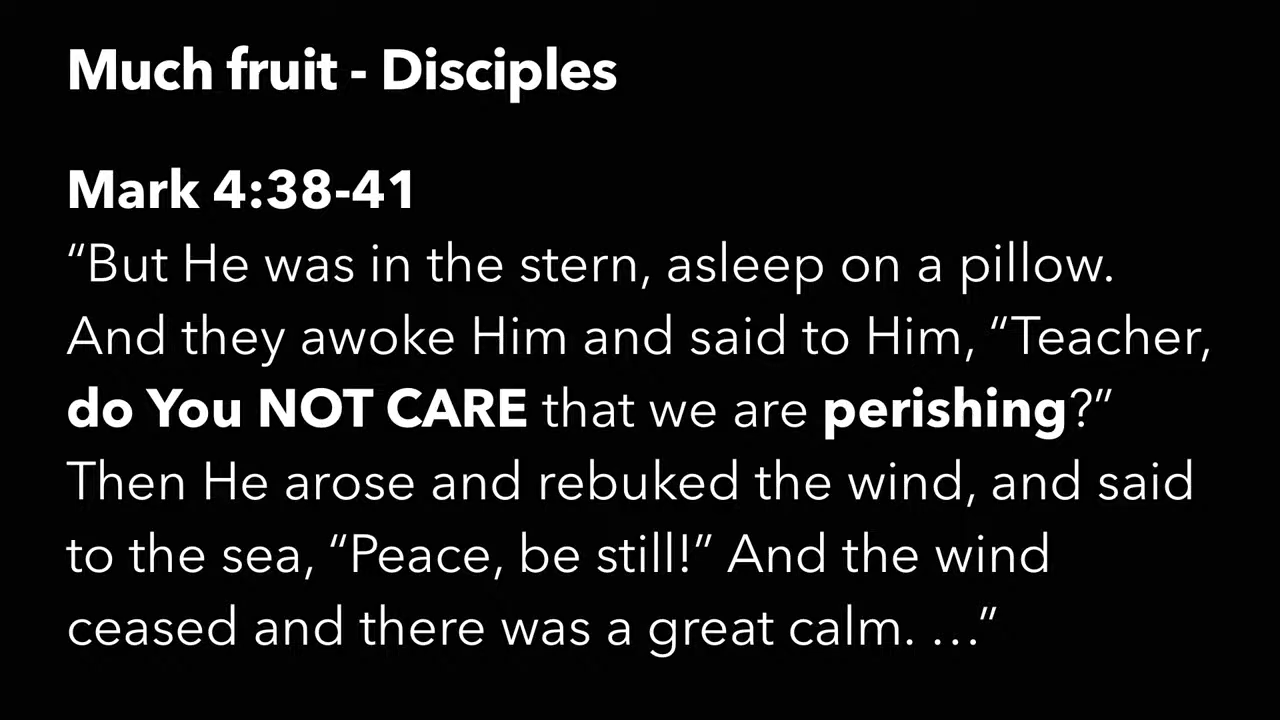 Much fruit - Disciples
Mark 4:38-41
“But He was in the stern, asleep on a pillow.
And they awoke Him and said to Him, “Teacher,
do You NOT CARE that we are perishing?”
Then He arose and rebuked the wind, and said
to the sea, “Peace, be still!” And the wind
ceased and there was a great calm. …”